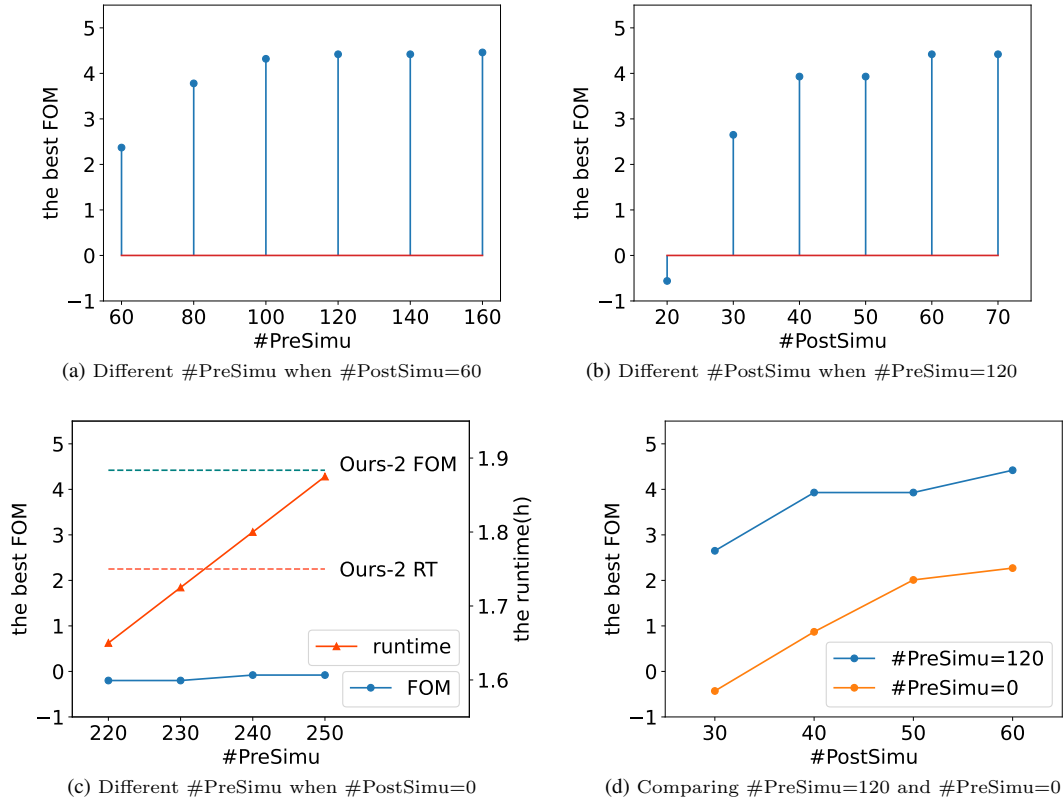 the best FOM
5
4
3
2
1
0
−1
60 80 100 120 140 160
#PreSimu
(a) Different #PreSimu when #PostSimu=60
the best FOM
5
4
3
2
1
0
−1
20 30 40 50 60 70
#PostSimu
(b) Different #PostSimu when #PreSimu=120
the best FOM
5
4
3
2
1
0
−1
Ours-2 FOM
Ours-2 RT
runtime
FOM
1.9
1.8
1.7
1.6
the runtime(h)
220 230 240 250
#PreSimu
(c) Different #PreSimu when #PostSimu=0
the best FOM
5
4
3
2
1
0
−1
#PreSimu=120
#PreSimu=0
30 40 50 60
#PostSimu
(d) Comparing #PreSimu=120 and #PreSimu=0